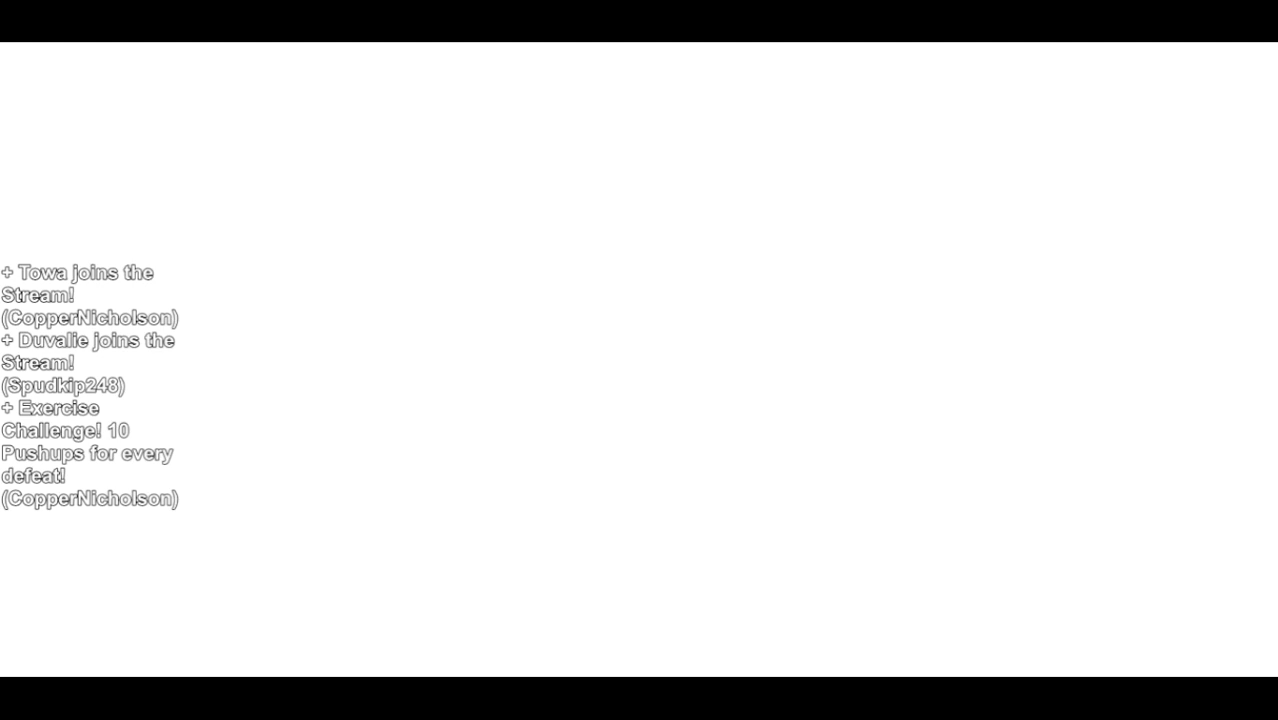 + Towa joins the
Stream!
(CopperNicholson)
+ Duvalie joins the
Stream!
(Spudkip248)
+ Exercise
Challenge! 10
Pushups for every
defeat!
(CopperNicholson)